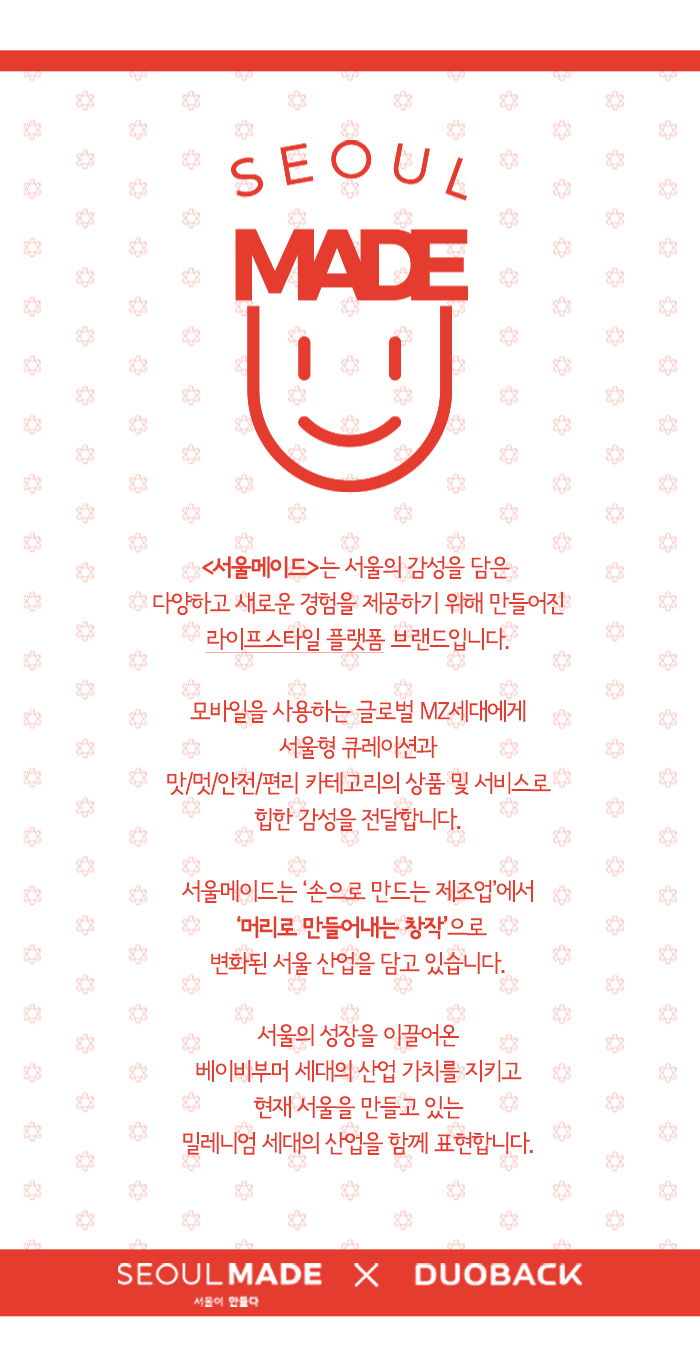 SEOUL
MADE
<서울메이드>는 서울의 감성을 담은
다양하고 새로운 경험을 제공하기 위해 만들어진
라이프스타일 플랫폼 브랜드입니다.
모바일을 사용하는 글로벌 MZ세대에게
서울형 큐레이션과
맛/멋/안전/편리 카테고리의 상품 및 서비스로
힙한 감성을 전달합니다.
서울메이드는 ‘손으로 만드는 제조업’에서
‘머리로 만들어내는 창작’으로
변화된 서울 산업을 담고 있습니다.
서울의 성장을 이끌어온
베이비부머 세대의 산업 가치를 지키고
현재 서울을 만들고 있는
밀레니엄 세대의 산업을 함께 표현합니다.
SEOUL MADE X DUOBACK
서울이 만들다